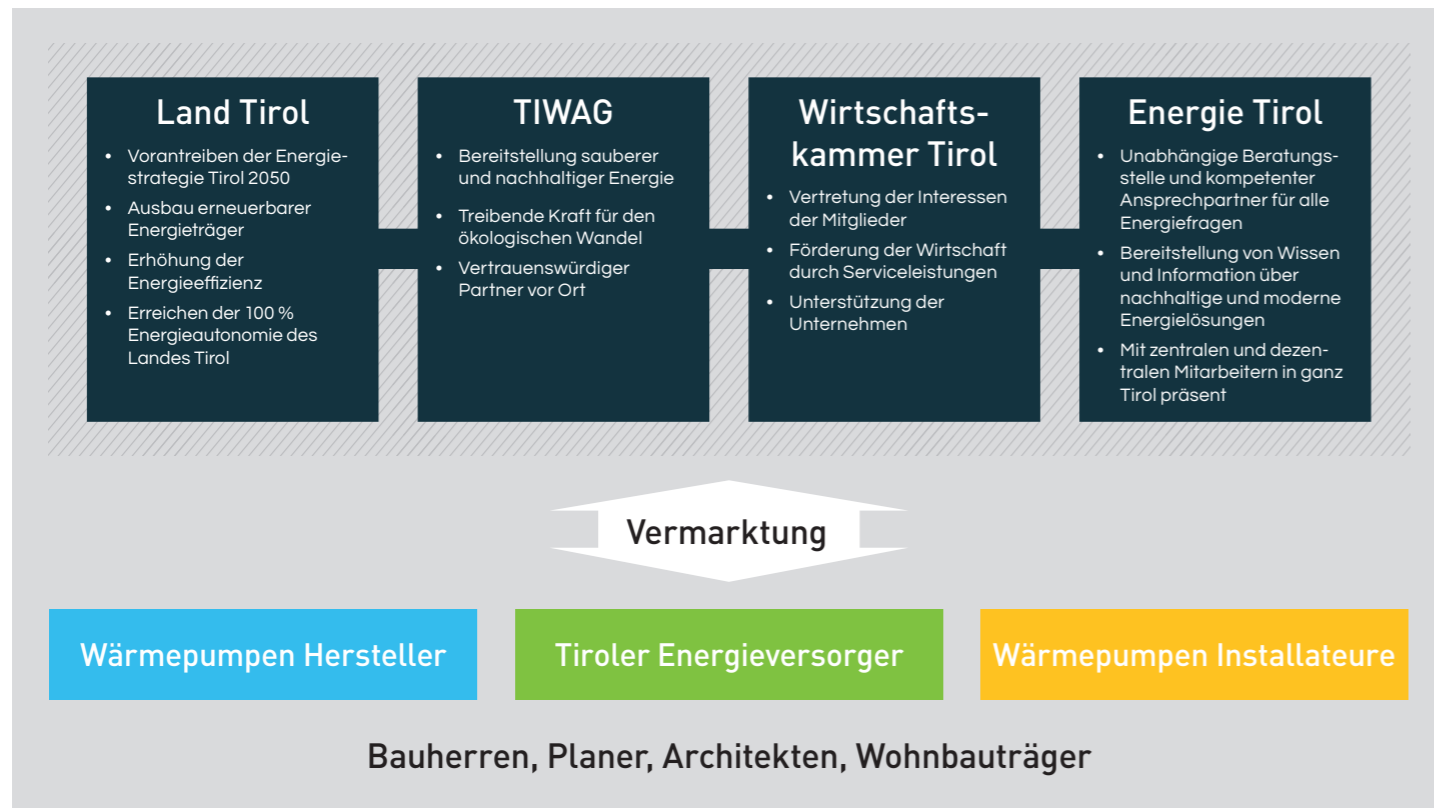 Land Tirol
• Vorantreiben der Energie-
strategie Tirol 2050
• Ausbau erneuerbarer
Energieträger
• Erhöhung der
Energieeffizienz
• Erreichen der 100 %
Energieautonomie des
Landes Tirol
TIWAG
• Bereitstellung sauberer
und nachhaltiger Energie
• Treibende Kraft für den
ökologischen Wandel
• Vertrauenswürdiger
Partner vor Ort
Wirtschafts-
kammer Tirol
• Vertretung der Interessen
der Mitglieder
• Förderung der Wirtschaft
durch Serviceleistungen
• Unterstützung der
Unternehmen
Energie Tirol
• Unabhängige Beratungs-
stelle und kompetenter
Ansprechpartner für alle
Energiefragen
• Bereitstellung von Wissen
und Information über
nachhaltige und moderne
Energielösungen
• Mit zentralen und dezen-
tralen Mitarbeitern in ganz
Tirol präsent
Vermarktung
Wärmepumpen Hersteller
Tiroler Energieversorger
Wärmepumpen Installateure
Bauherren, Planer, Architekten, Wohnbauträger